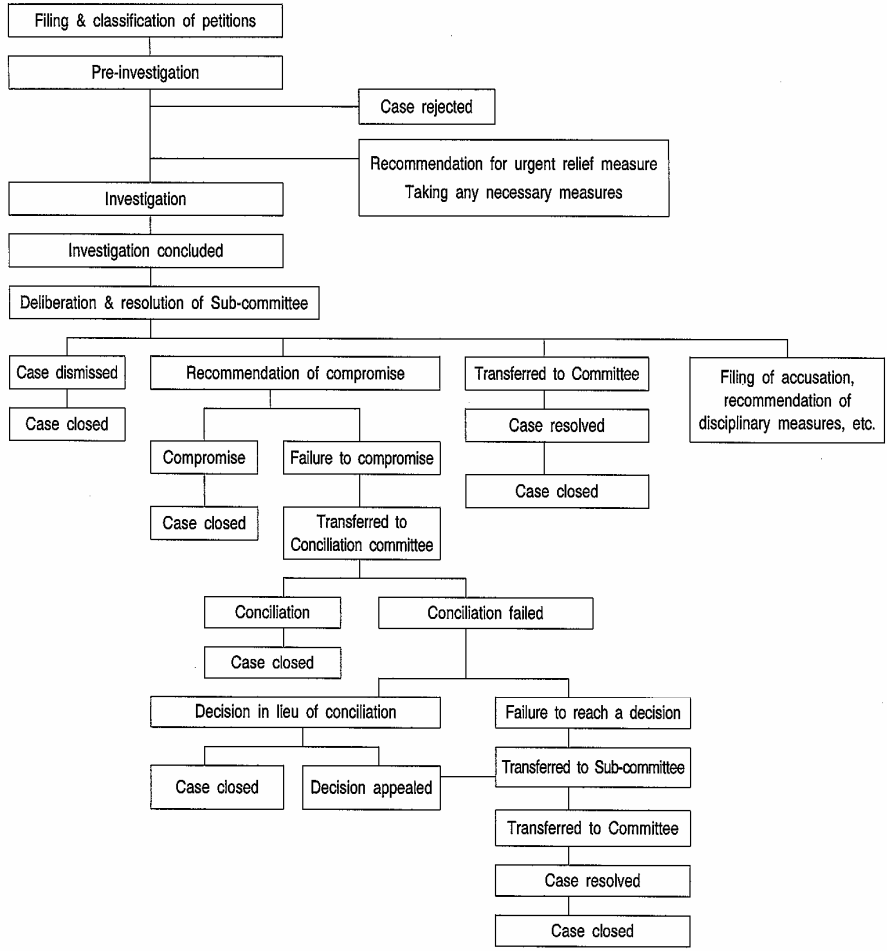 Filing & classification of petitions
Pre-investigation
Case rejected
Recommendation for urgent relief measure
Taking any necessary measures
Investigation
Investigation concluded
Deliberation & resolution of Sub-committee
Case dismissed
Recommendation of compromise
Transferred to Committee
Filing of accusation,
recommendation of
disciplinary measures, etc.
Case closed
Case resolved
Compromise
Failure to compromise
Case closed
Case closed
Transferred to
Conciliation committee
Conciliation
Conciliation failed
Case closed
Decision in lieu of conciliation
Failure to reach a decision
Case closed
Decision appealed
Transferred to Sub-committee
Transferred to Committee
Case resolved
Case closed